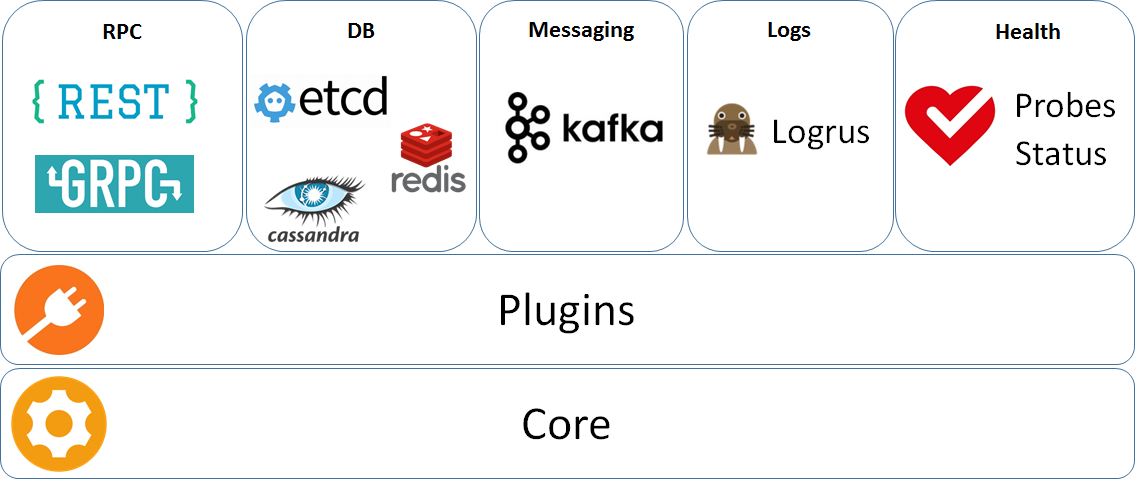 RPC
DB
Messaging
Logs
Health
{ REST }
GRPC
etcd
redis
cassandra
kafka
Logrus
Probes
Status
Plugins
Core